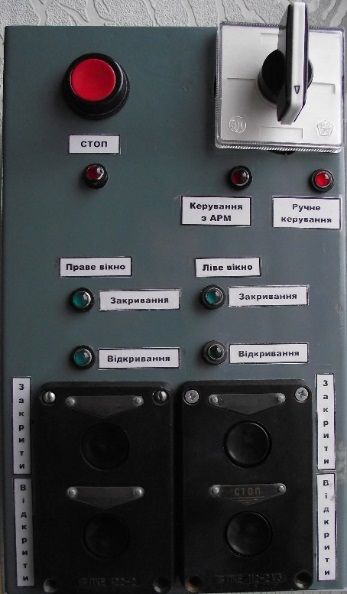 СТОП
Керування
з АРМ
Ручне
керування
Праве вікно
Ліве вікно
Закривання
Закривання
Відкривання
Відкривання
Закрити
Закрити
СТОП
Відкрити
Відкрити